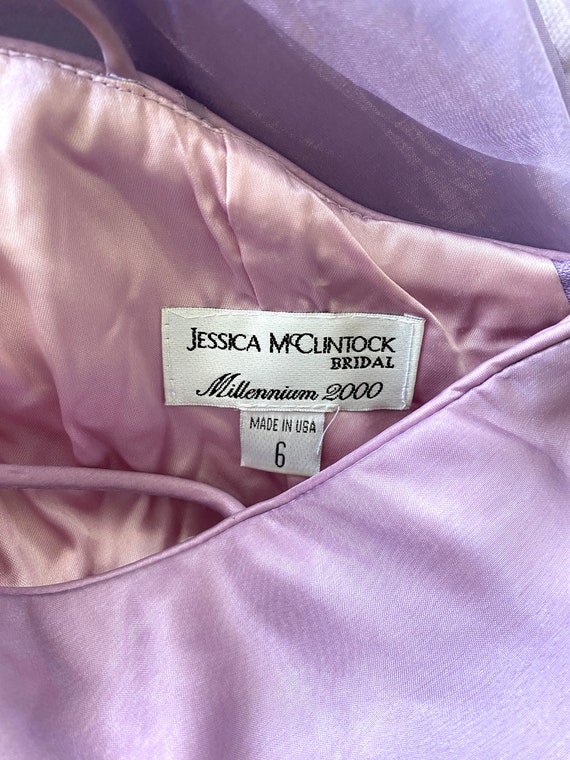 JESSICA MCCLINTOCK
BRIDAL
Millennium 2000
MADE IN USA
6